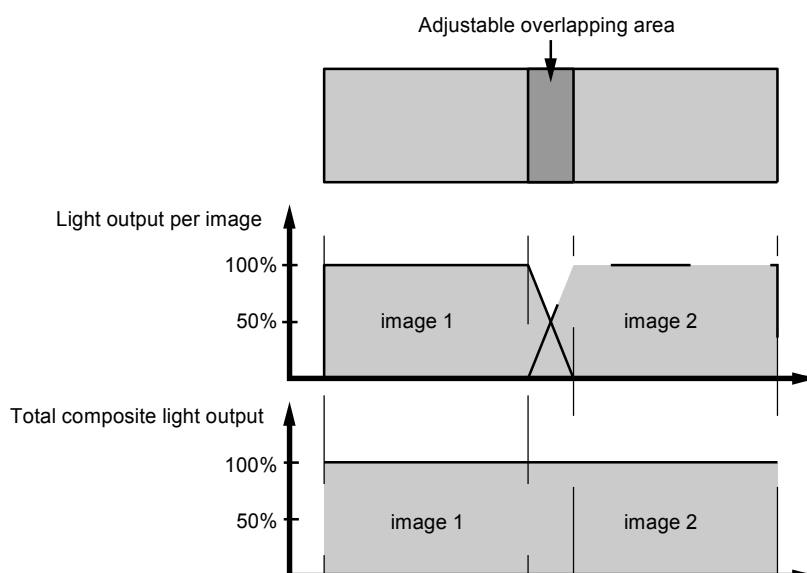 Adjustable overlapping area
Light output per image
100%
50%
image 1
image 2
Total composite light output
100%
50%
image 1
image 2